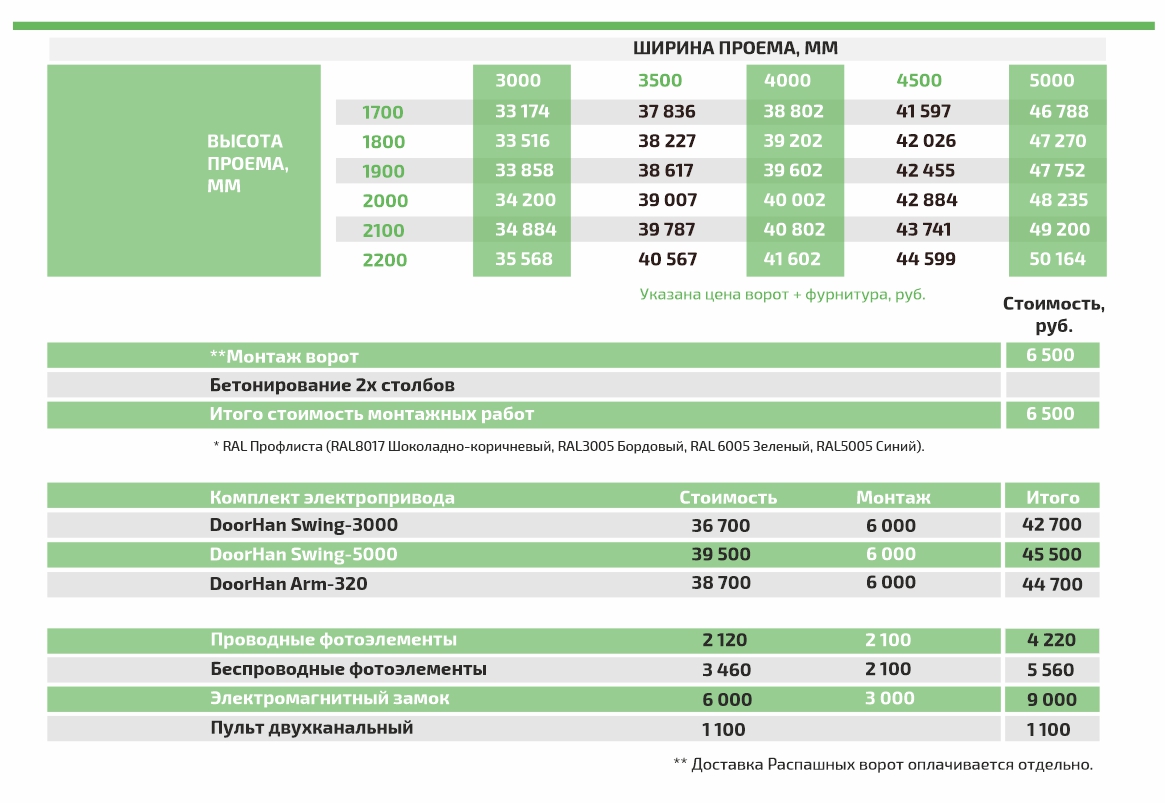 ШИРИНА ПРОЕМА, ММ
3000 3500 4000 4500 5000
ВЫСОТА
ПРОЕМА,
ММ
1700 33 174 37 836 38 802 41 597 46 788
1800 33 516 38 227 39 202 42 026 47 270
1900 33 858 38 617 39 602 42 455 47 752
2000 34 200 39 007 40 002 42 884 48 235
2100 34 884 39 787 40 802 43 741 49 200
2200 35 568 40 567 41 602 44 599 50 164
Указана цена ворот + фурнитура, руб.
Стоимость,
руб.
**Монтаж ворот 6 500
Бетонирование 2х столбов
Итого стоимость монтажных работ 6 500
* RAL Профлиста (RAL8017 Шоколадно-коричневый, RAL3005 Бордовый, RAL 6005 Зеленый, RAL5005 Синий).
Комплект электропривода Стоимость Монтаж Итого
DoorHan Swing-3000 36 700 6 000 42 700
DoorHan Swing-5000 39 500 6 000 45 500
DoorHan Arm-320 38 700 6 000 44 700
Проводные фотоэлементы 2 120 2 100 4 220
Беспроводные фотоэлементы 3 460 2 100 5 560
Электромагнитный замок 6 000 3 000 9 000
Пульт двухканальный 1 100 1 100
** Доставка Распашных ворот оплачивается отдельно.